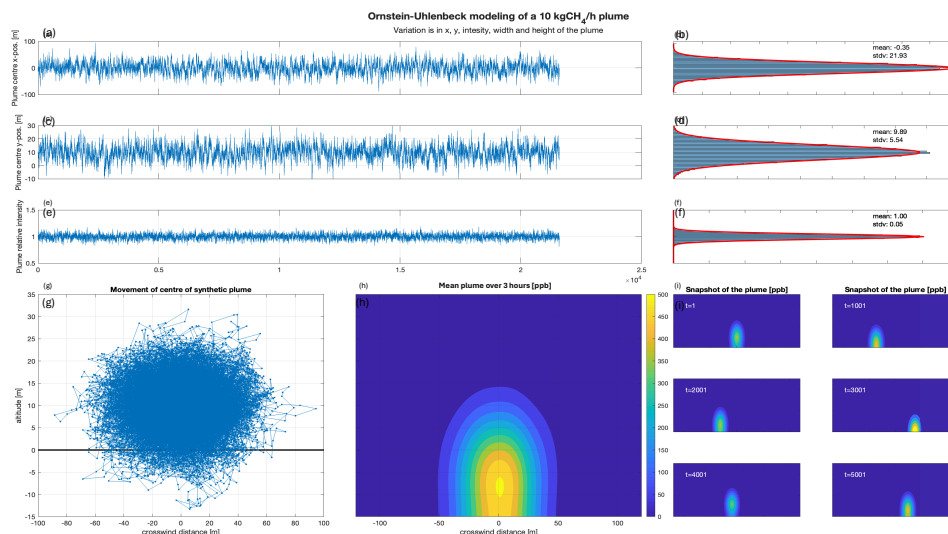 Ornstein-Uhlenbeck modeling of a 10 kgCH4/h plume
Variation is in x, y, intesity, width and height of the plume
(a)
Plume centre x-pos. [m]
100
0
-100
(b)
mean: -0.35
stdv: 21.93
(c)
Plume centre y-pos. [m]
30
20
10
0
-10
(d)
mean: 9.89
stdv: 5.54
(e)
(e)
Plume relative intensity
1.5
1
0.5
0 0.5 1 1.5 2 2.5
×10⁴
(f)
(f)
mean: 1.00
stdv: 0.05
(g)
Movement of centre of synthetic plume
(g)
altitude [m]
35
30
25
20
15
10
5
0
-5
-10
-15
-100 -80 -60 -40 -20 0 20 40 60 80 100
crosswind distance [m]
(h)
Mean plume over 3 hours [ppb]
(h)
-100 -50 0 50 100
crosswind distance [m]
500
450
400
350
300
250
200
150
100
50
0
(i)
Snapshot of the plume [ppb]
Snapshot of the plume [ppb]
(i)
t=1
t=1001
t=2001
t=3001
t=4001
t=5001